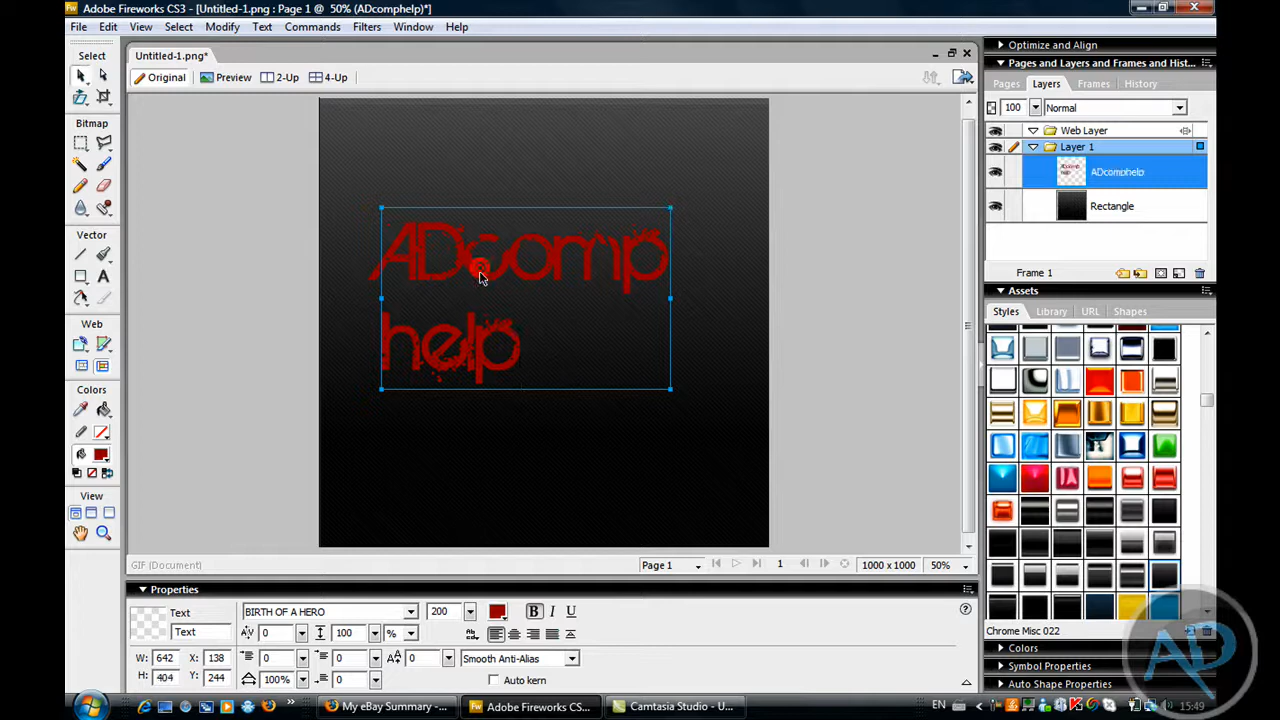 Adobe Fireworks CS3 - [Untitled-1.png : Page 1 @ 50% (ADcomphelp)*]
File Edit View Select Modify Text Commands Filters Window Help
Select
Bitmap
Vector
Web
Colors
View
Untitled-1.png*
Original Preview 2-Up 4-Up
ADcomp
help
GIF (Document)
Page 1 1 1000 x 1000 50%
Properties
Text
Text
BIRTH OF A HERO 200 B I U
0 100 %
W: 642 X: 138 0 0 0 Smooth Anti-Alias
H: 404 Y: 244 100% 0 Auto kern
Optimize and Align
Pages and Layers and Frames and Hist...
Pages Layers Frames History
100 Normal
Web Layer
Layer 1
ADcomphelp
Rectangle
Frame 1
Assets
Styles Library URL Shapes
Chrome Misc 022
Colors
Symbol Properties
Auto Shape Properties
AP
My eBay Summary - ... Adobe Fireworks CS... Camtasia Studio - U... EN 15:49